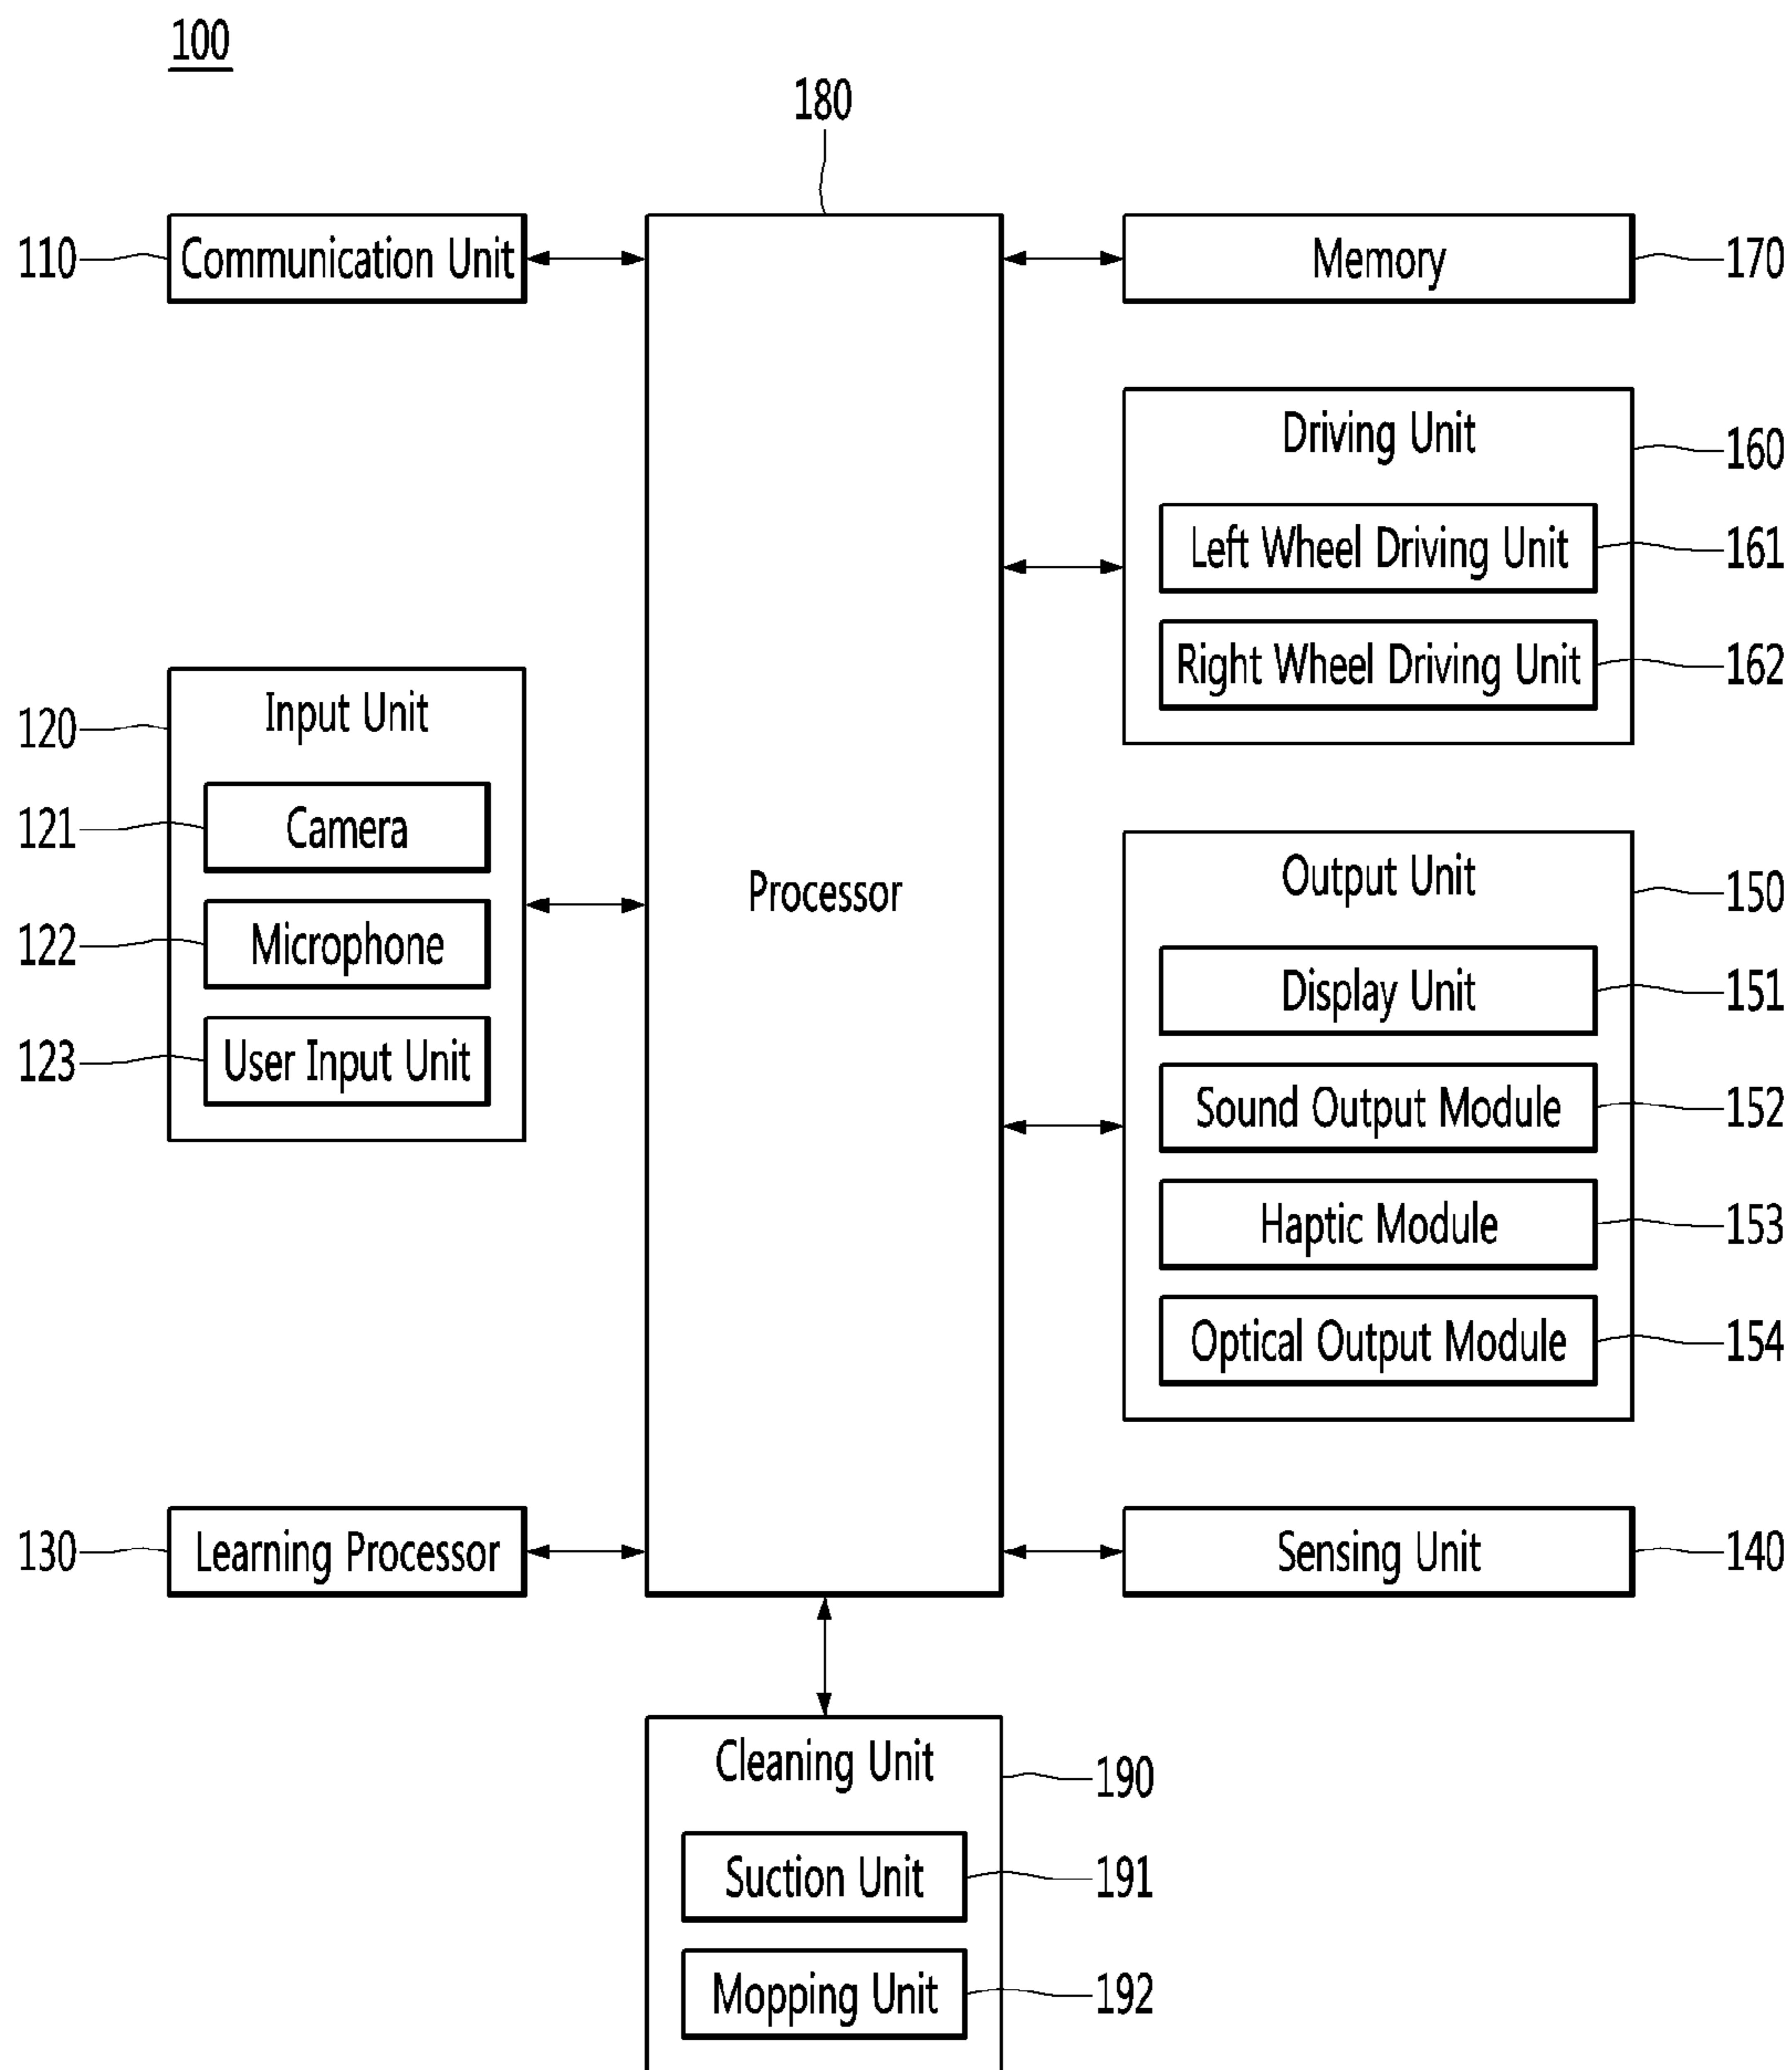 100
180
110
Communication Unit
Memory
170
Driving Unit
160
Left Wheel Driving Unit
161
Right Wheel Driving Unit
162
Input Unit
120
Camera
121
Microphone
122
User Input Unit
123
Processor
Output Unit
150
Display Unit
151
Sound Output Module
152
Haptic Module
153
Optical Output Module
154
130
Learning Processor
Sensing Unit
140
Cleaning Unit
190
Suction Unit
191
Mopping Unit
192